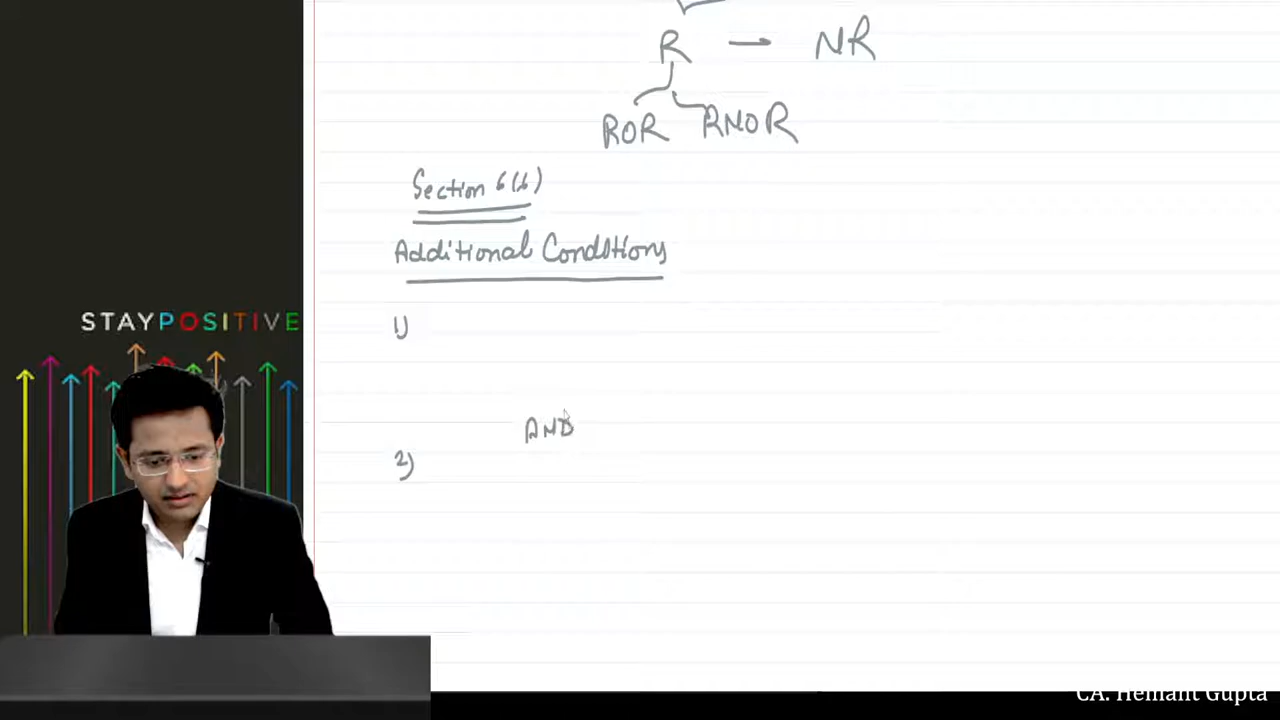 R → NR
ROR RNOR
Section 6(6)
Additional Conditions
1)
AND
2)
STAYPOSITIVE
CA. Hemant Gupta